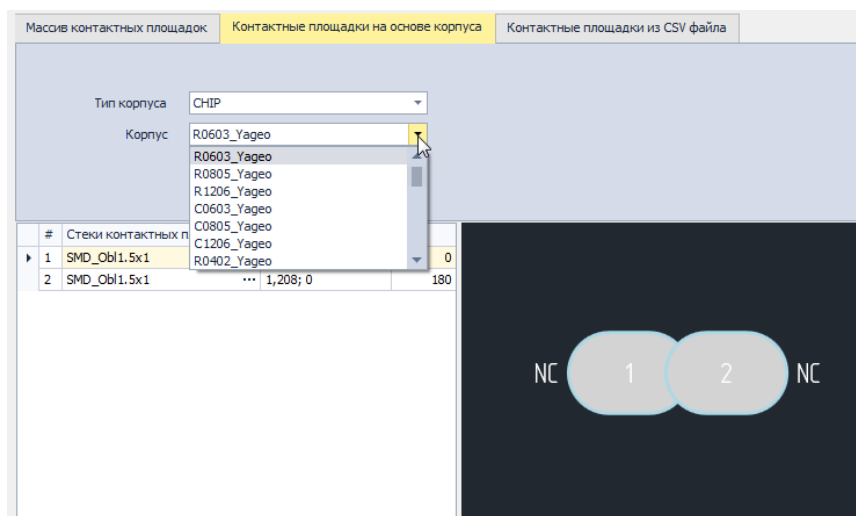 Массив контактных площадок Контактные площадки на основе корпуса Контактные площадки из CSV файла
Тип корпуса CHIP
Корпус R0603_Yageo
R0603_Yageo
R0805_Yageo
R1206_Yageo
C0603_Yageo
C0805_Yageo
C1206_Yageo
R0402_Yageo
# Стеки контактных п
1 SMD_Obl1.5x1 0
2 SMD_Obl1.5x1 ... 1,208; 0 180
NC 1 2 NC